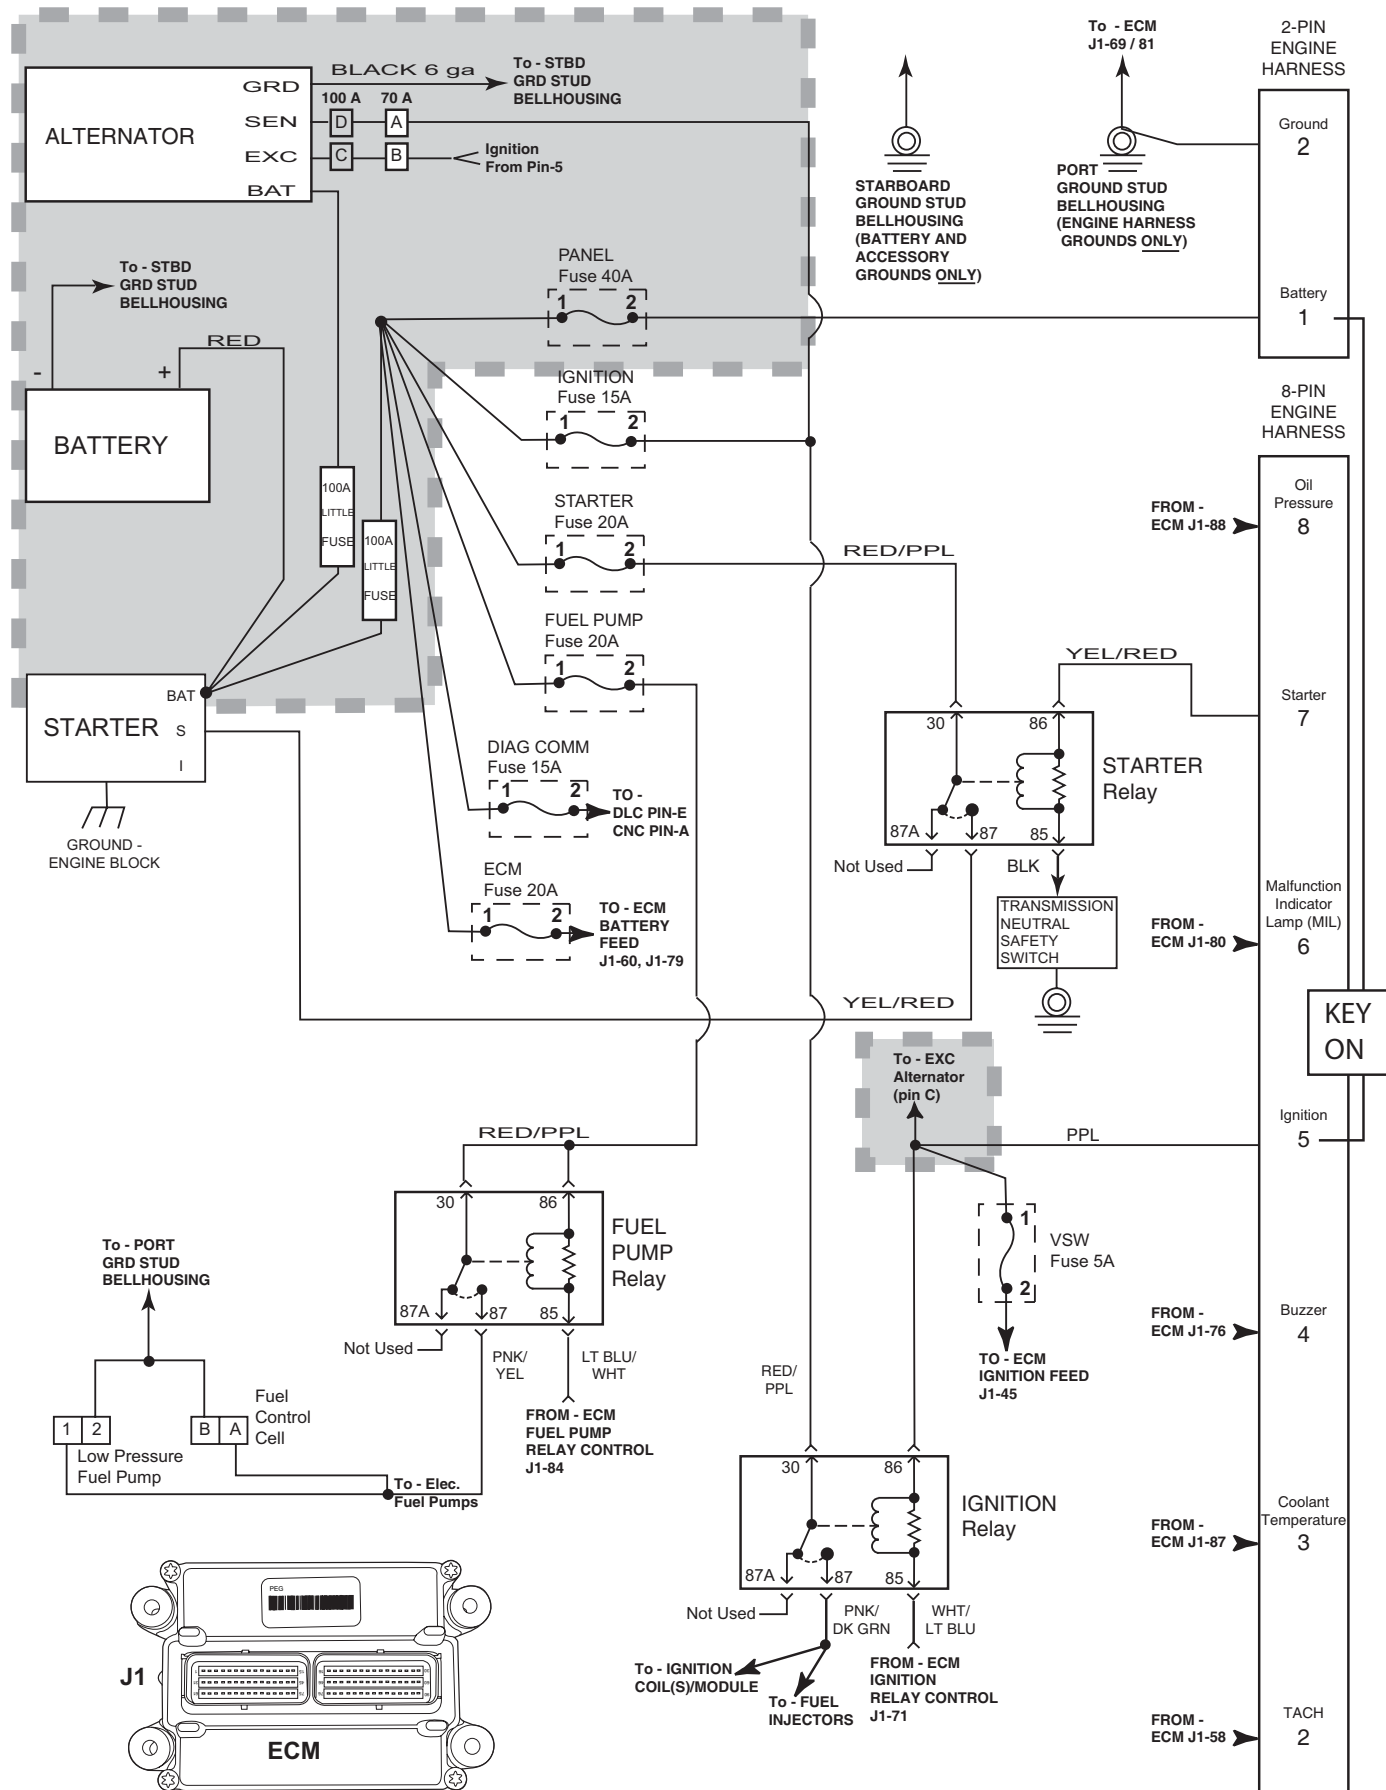 To - ECM
J1-69 / 81
2-PIN
ENGINE
HARNESS
ALTERNATOR
GRD
SEN
EXC
BAT
BLACK 6 ga
To - STBD
GRD STUD
BELLHOUSING
100 A
70 A
D
A
C
B
Ignition
From Pin-5
Ground
2
STARBOARD
GROUND STUD
BELLHOUSING
(BATTERY AND
ACCESSORY
GROUNDS ONLY)
PORT
GROUND STUD
BELLHOUSING
(ENGINE HARNESS
GROUNDS ONLY)
Battery
1
To - STBD
GRD STUD
BELLHOUSING
PANEL
Fuse 40A
1
2
RED
-
+
BATTERY
IGNITION
Fuse 15A
1
2
8-PIN
ENGINE
HARNESS
100A
LITTLE
FUSE
100A
LITTLE
FUSE
STARTER
Fuse 20A
1
2
RED/PPL
FROM -
ECM J1-88
Oil
Pressure
8
FUEL PUMP
Fuse 20A
1
2
YEL/RED
Starter
7
STARTER
BAT
S
I
GROUND -
ENGINE BLOCK
30
86
87A
87
85
STARTER
Relay
Not Used
BLK
TRANSMISSION
NEUTRAL
SAFETY
SWITCH
DIAG COMM
Fuse 15A
1
2
TO -
DLC PIN-E
CNC PIN-A
ECM
Fuse 20A
1
2
TO - ECM
BATTERY
FEED
J1-60, J1-79
FROM -
ECM J1-80
Malfunction
Indicator
Lamp (MIL)
6
YEL/RED
KEY
ON
To - EXC
Alternator
(pin C)
PPL
Ignition
5
RED/PPL
30
86
87A
87
85
FUEL
PUMP
Relay
Not Used
PNK/
YEL
LT BLU/
WHT
FROM - ECM
FUEL PUMP
RELAY CONTROL
J1-84
1
2
VSW
Fuse 5A
TO - ECM
IGNITION FEED
J1-45
FROM -
ECM J1-76
Buzzer
4
To - PORT
GRD STUD
BELLHOUSING
1
2
B
A
Fuel
Control
Cell
Low Pressure
Fuel Pump
To - Elec.
Fuel Pumps
RED/
PPL
30
86
87A
87
85
IGNITION
Relay
Not Used
PNK/
DK GRN
WHT/
LT BLU
To - IGNITION
COIL(S)/MODULE
To - FUEL
INJECTORS
FROM - ECM
IGNITION
RELAY CONTROL
J1-71
FROM -
ECM J1-87
Coolant
Temperature
3
FROM -
ECM J1-58
TACH
2
PEG
J1
ECM